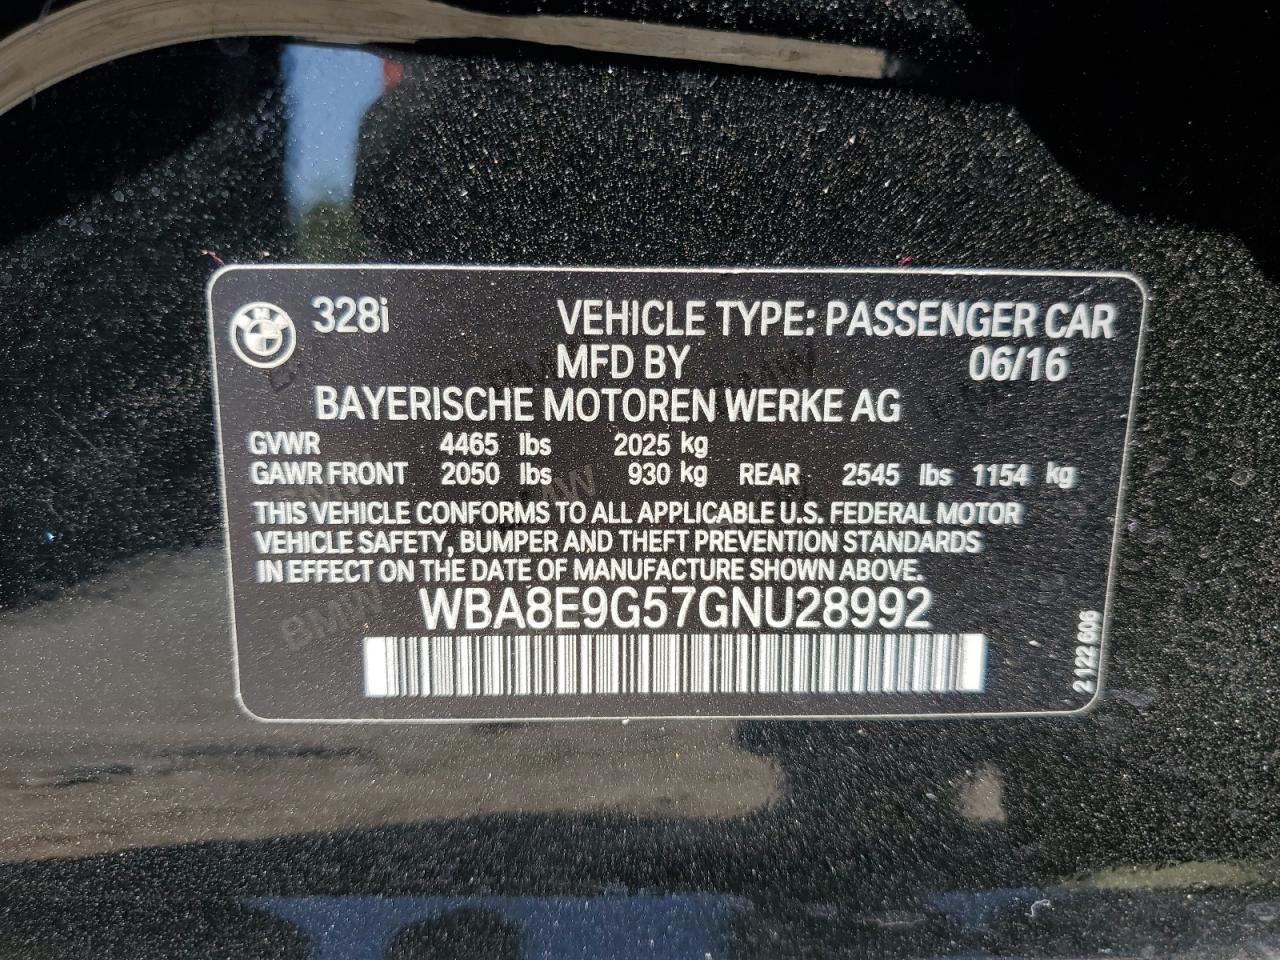 BMW 328i VEHICLE TYPE: PASSENGER CAR
MFD BY 06/16
BAYERISCHE MOTOREN WERKE AG
GVWR 4465 lbs 2025 kg
GAWR FRONT 2050 lbs 930 kg REAR 2545 lbs 1154 kg
THIS VEHICLE CONFORMS TO ALL APPLICABLE U.S. FEDERAL MOTOR
VEHICLE SAFETY, BUMPER AND THEFT PREVENTION STANDARDS
IN EFFECT ON THE DATE OF MANUFACTURE SHOWN ABOVE.
WBA8E9G57GNU28992
2 122 606